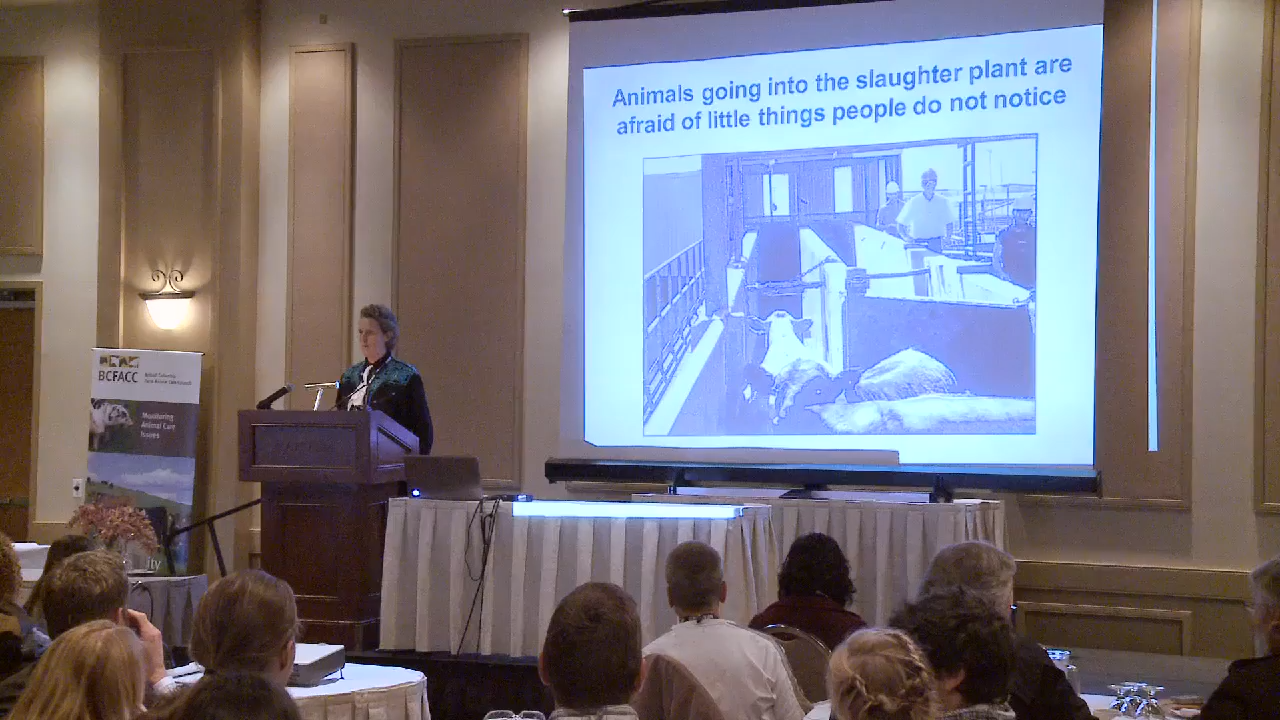 Animals going into the slaughter plant are
afraid of little things people do not notice
BCFACC
Monitoring
Animal Care
Issues